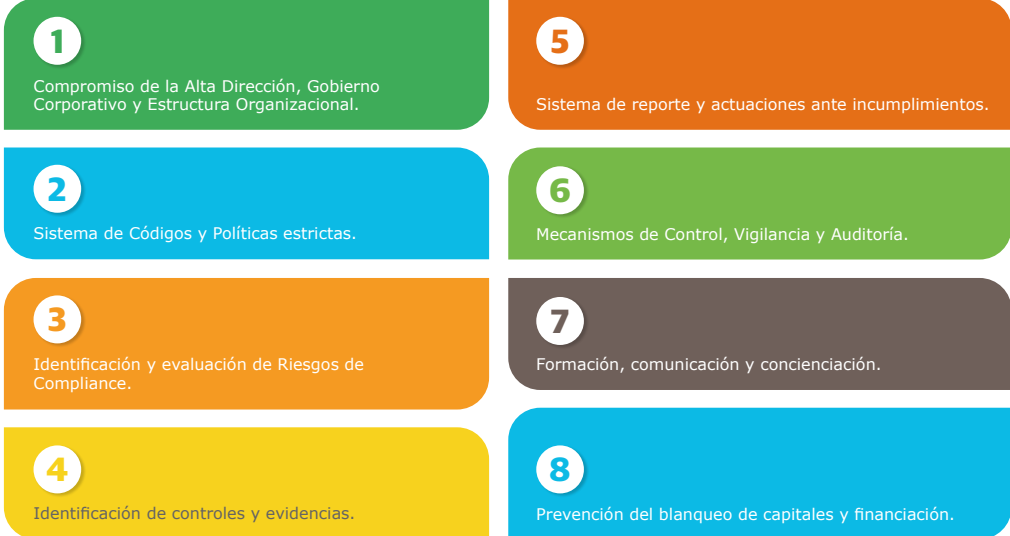 1
Compromiso de la Alta Dirección, Gobierno
Corporativo y Estructura Organizacional.
2
Sistema de Códigos y Políticas estrictas.
3
Identificación y evaluación de Riesgos de
Compliance.
4
Identificación de controles y evidencias.
5
Sistema de reporte y actuaciones ante incumplimientos.
6
Mecanismos de Control, Vigilancia y Auditoría.
7
Formación, comunicación y concienciación.
8
Prevención del blanqueo de capitales y financiación.